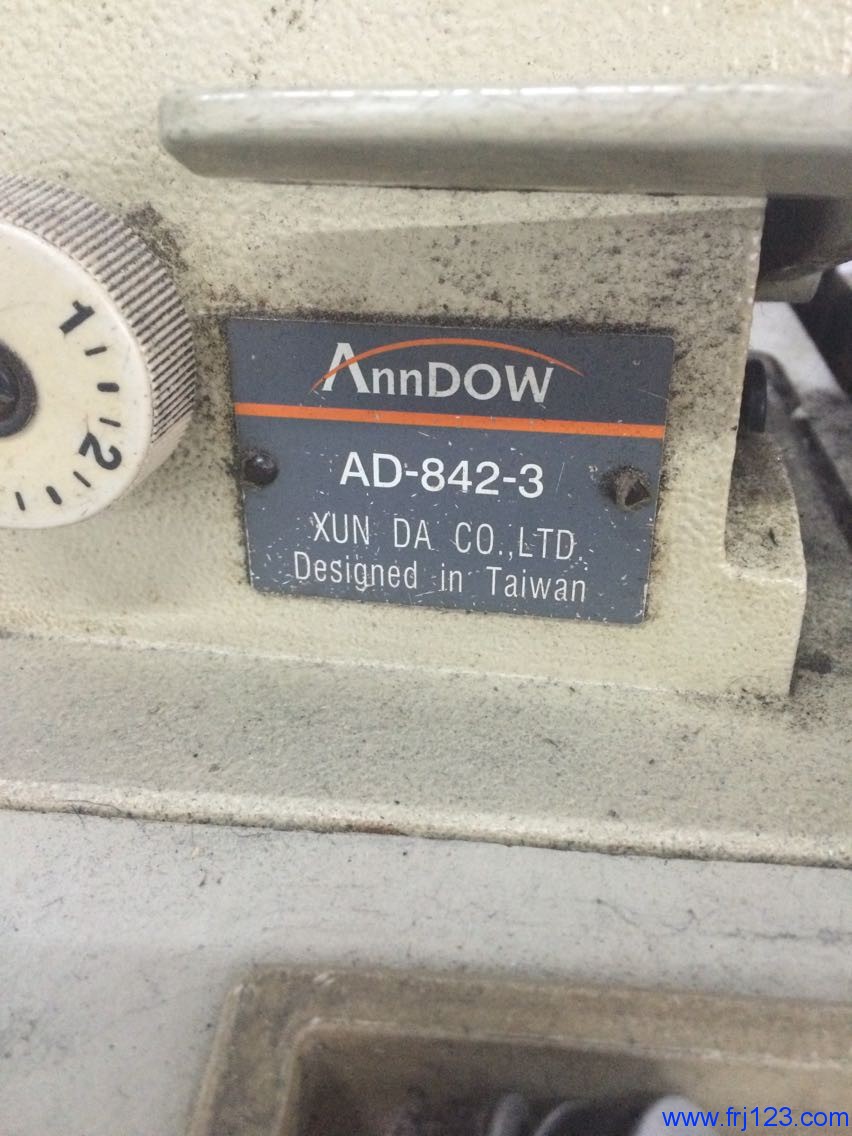 1
2
AnnDOW
AD-842-3
XUN DA CO.,LTD.
Designed in Taiwan
www.frj123.com